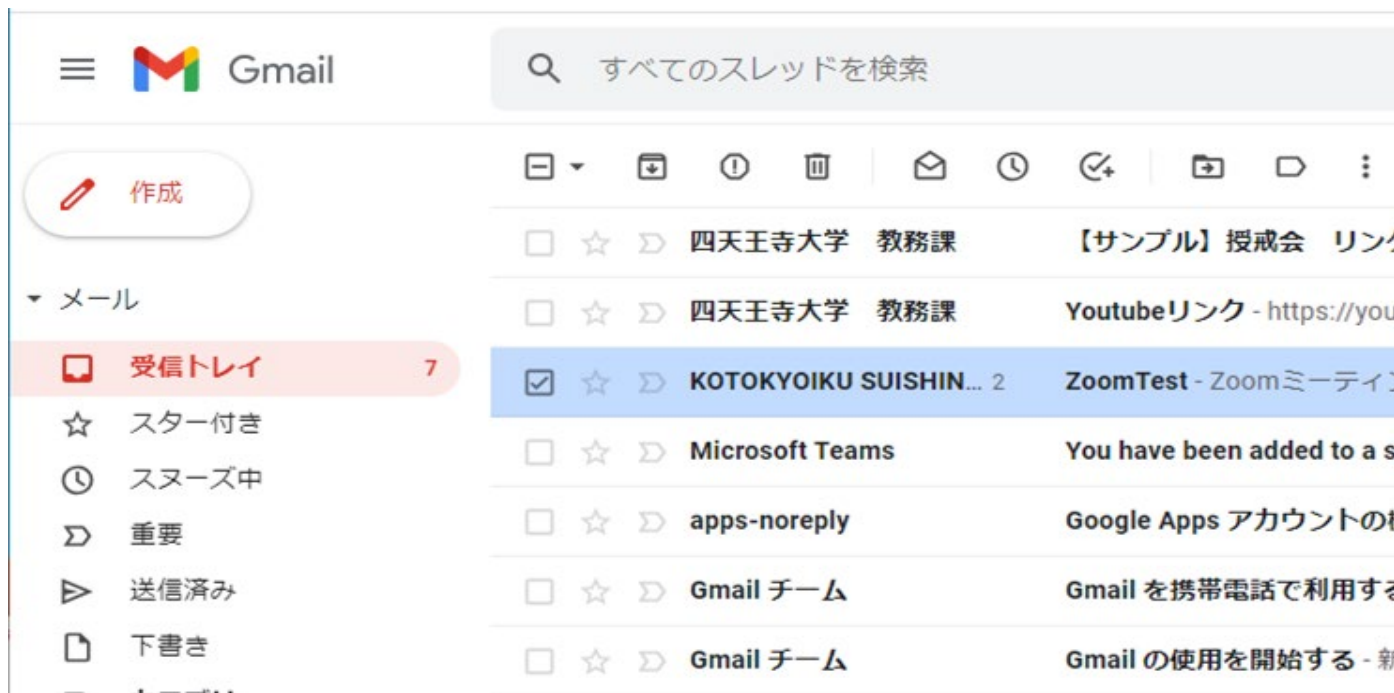 Gmail
すべてのスレッドを検索
作成
メール
受信トレイ 7
スター付き
スヌーズ中
重要
送信済み
下書き
四天王寺大学 教務課 【サンプル】授戒会 リンク
四天王寺大学 教務課 Youtubeリンク - https://you
KOTOKYOIKU SUISHIN... 2 ZoomTest - Zoomミーティン
Microsoft Teams You have been added to a s
apps-noreply Google Apps アカウントの
Gmail チーム Gmail を携帯電話で利用する
Gmail チーム Gmail の使用を開始する - 新